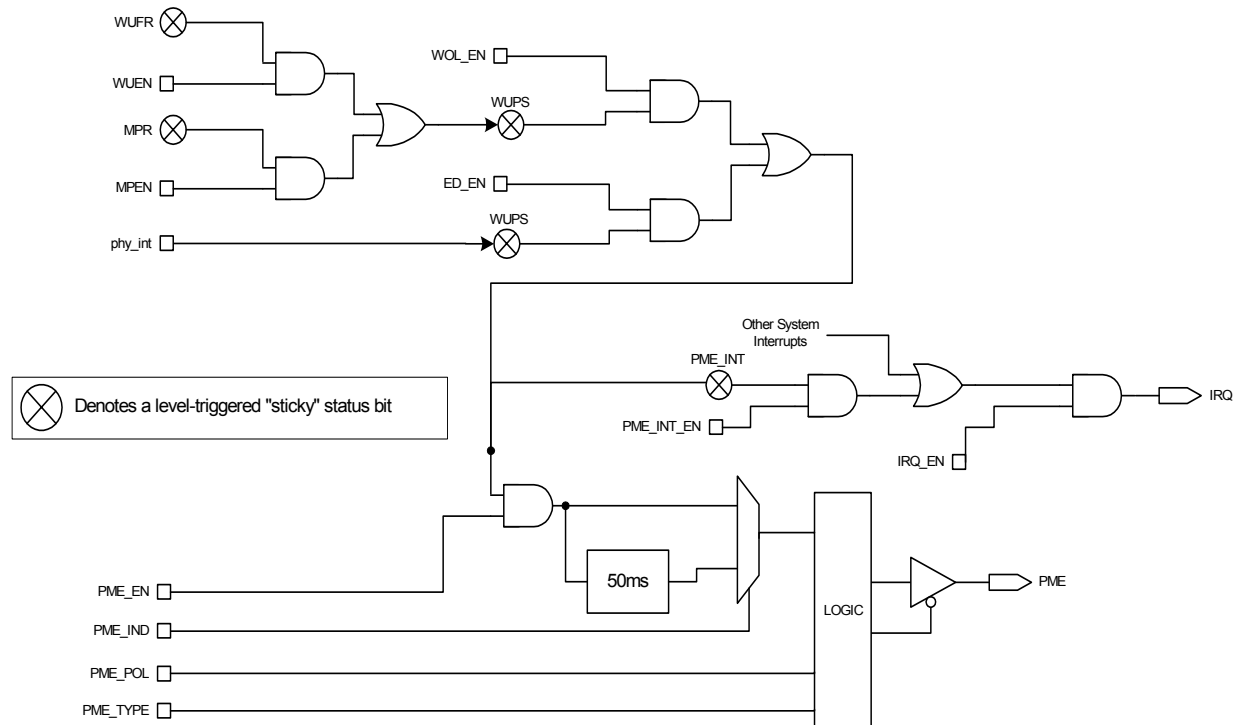 WUFR
WUEN
MPR
MPEN
phy_int
WOL_EN
WUPS
ED_EN
WUPS
Other System
Interrupts
PME_INT
PME_INT_EN
IRQ_EN
IRQ
Denotes a level-triggered "sticky" status bit
50ms
LOGIC
PME
PME_EN
PME_IND
PME_POL
PME_TYPE